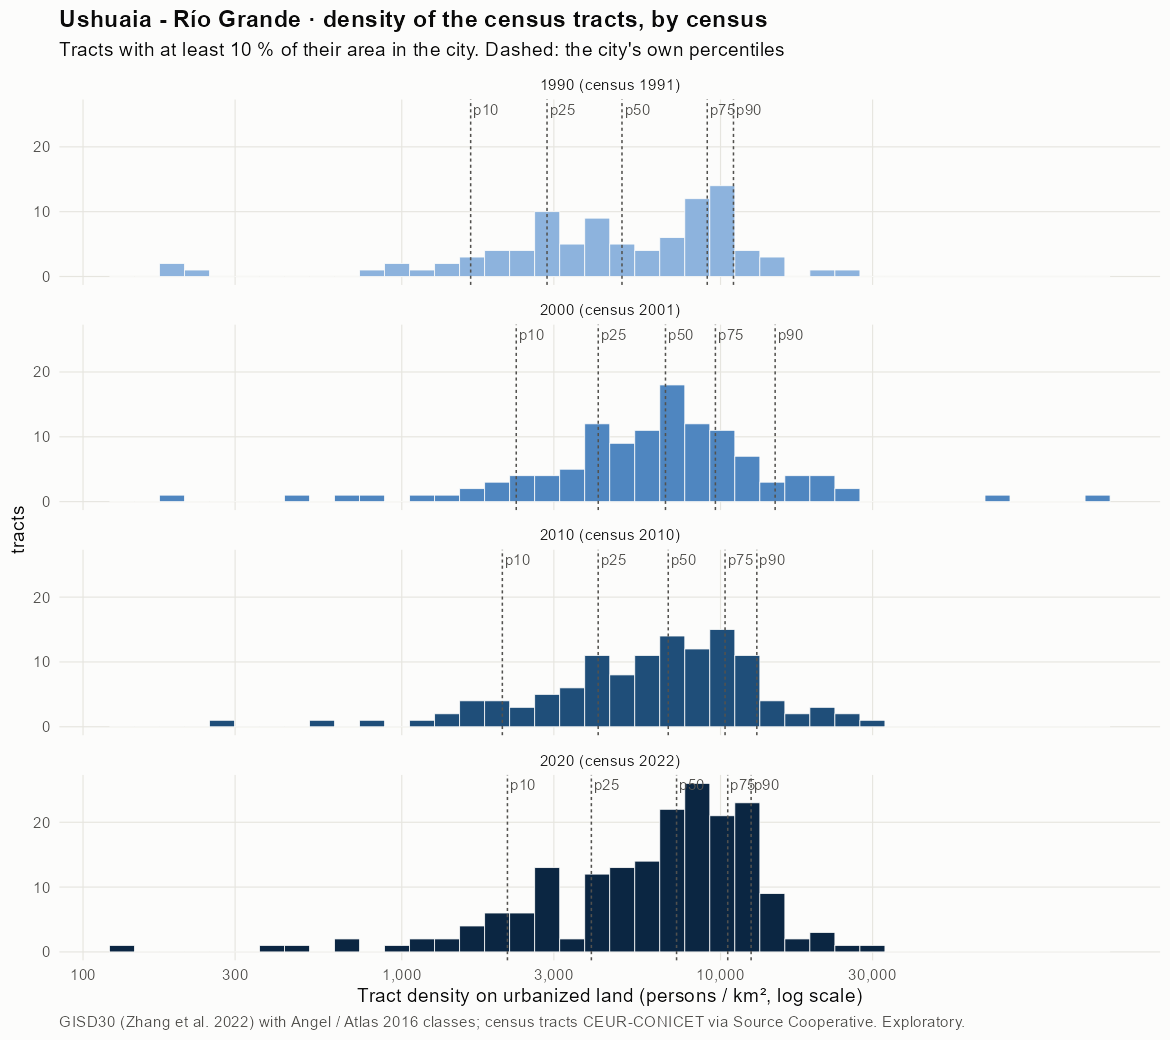 Ushuaia - Río Grande · density of the census tracts, by census
Tracts with at least 10 % of their area in the city. Dashed: the city's own percentiles
1990 (census 1991)
p10 p25 p50 p75 p90
20
10
0
2000 (census 2001)
p10 p25 p50 p75 p90
20
10
0
2010 (census 2010)
p10 p25 p50 p75 p90
20
10
0
2020 (census 2022)
p10 p25 p50 p75 p90
20
10
0
tracts
100 300 1,000 3,000 10,000 30,000
Tract density on urbanized land (persons / km², log scale)
GISD30 (Zhang et al. 2022) with Angel / Atlas 2016 classes; census tracts CEUR-CONICET via Source Cooperative. Exploratory.